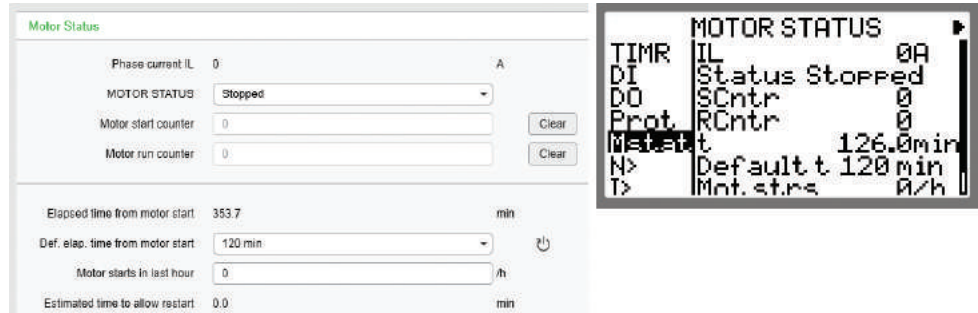 Motor Status
Phase current IL 0 A
MOTOR STATUS Stopped
Motor start counter 0 Clear
Motor run counter 0 Clear
Elapsed time from motor start 353.7 min
Def. elap. time from motor start 120 min
Motor starts in last hour 0 /h
Estimated time to allow restart 0.0 min
MOTOR STATUS
TIMR IL 0A
DI Status Stopped
DO SCntr 0
Prot RCntr 0
Mst.st t 126.0min
N> Default t 120 min
T> Mot.strs 0/h